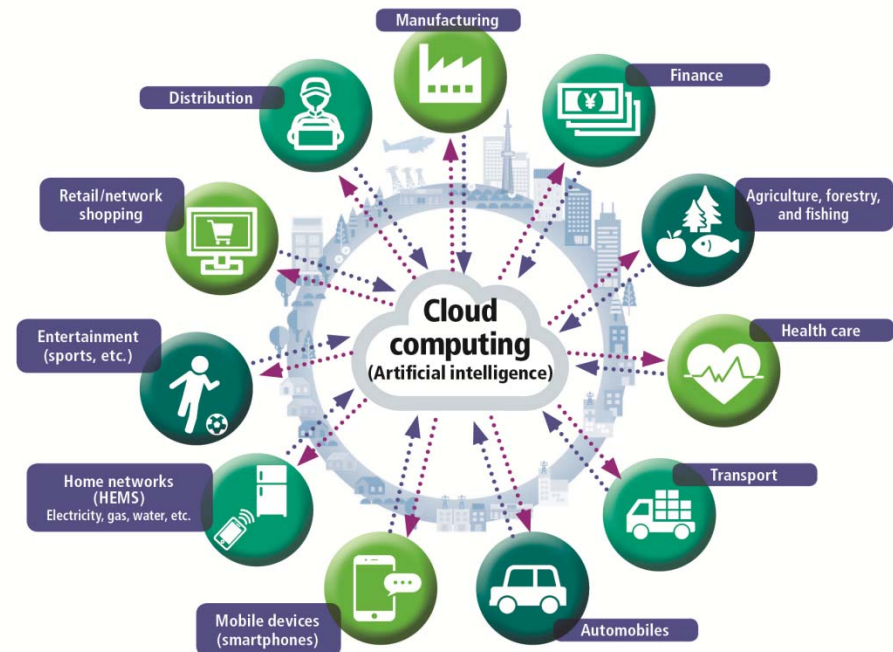 Manufacturing
Finance
Distribution
Retail/network
shopping
Agriculture, forestry,
and fishing
Cloud
computing
(Artificial intelligence)
Entertainment
(sports, etc.)
Health care
Home networks
(HEMS)
Electricity, gas, water, etc.
Transport
Mobile devices
(smartphones)
Automobiles
¥